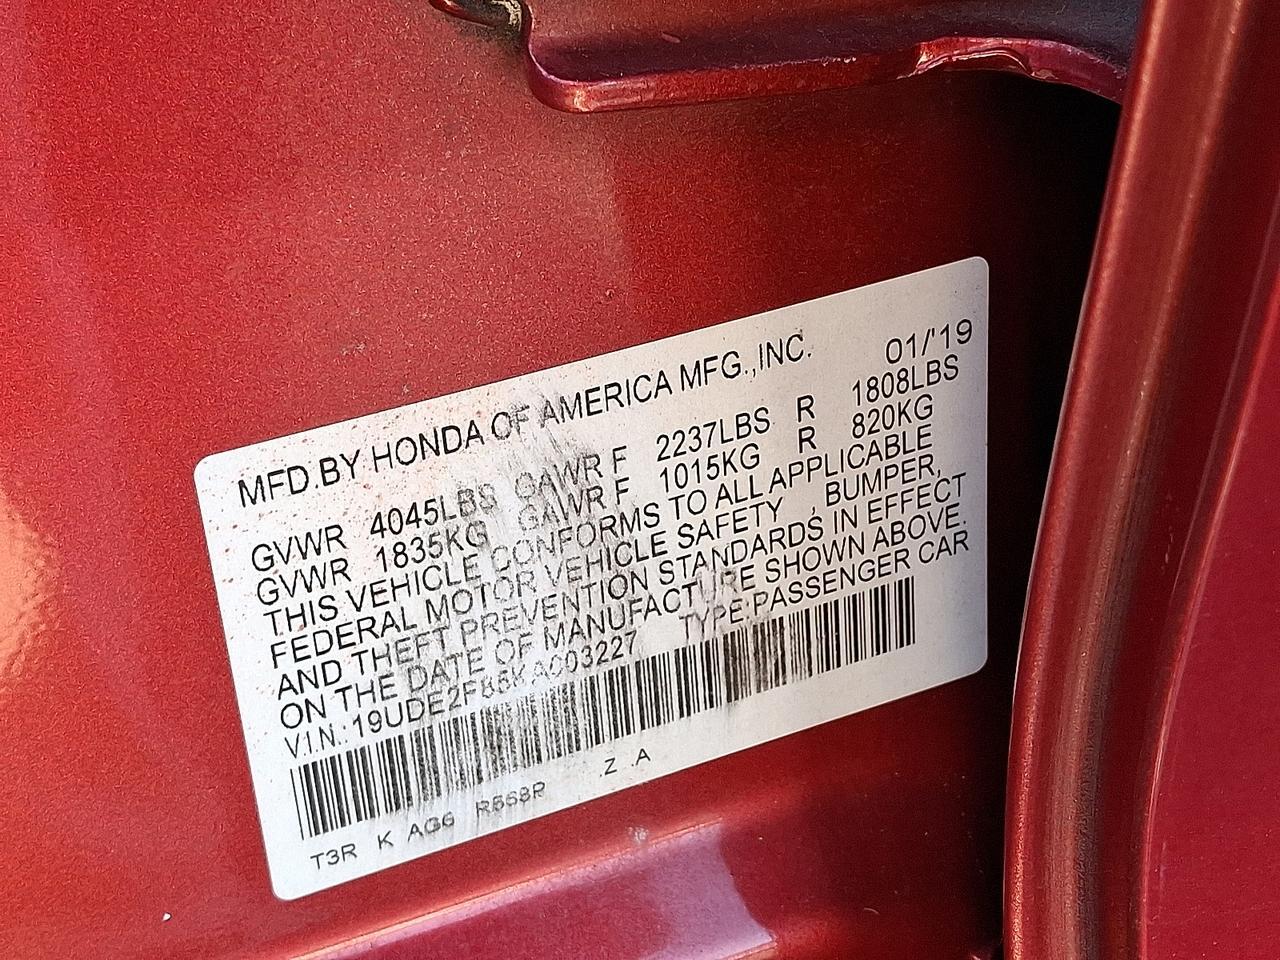 MFD.BY HONDA OF AMERICA MFG.,INC. 01/'19
GVWR 4045LBS GAWR F 2237LBS R 1808LBS
GVWR 1835KG GAWR F 1015KG R 820KG
THIS VEHICLE CONFORMS TO ALL APPLICABLE
FEDERAL MOTOR VEHICLE SAFETY , BUMPER,
AND THEFT PREVENTION STANDARDS IN EFFECT
ON THE DATE OF MANUFACTURE SHOWN ABOVE.
V.I.N.: 19UDE2F85KA003227 TYPE:PASSENGER CAR
T3R K AG6 R568P .Z .A